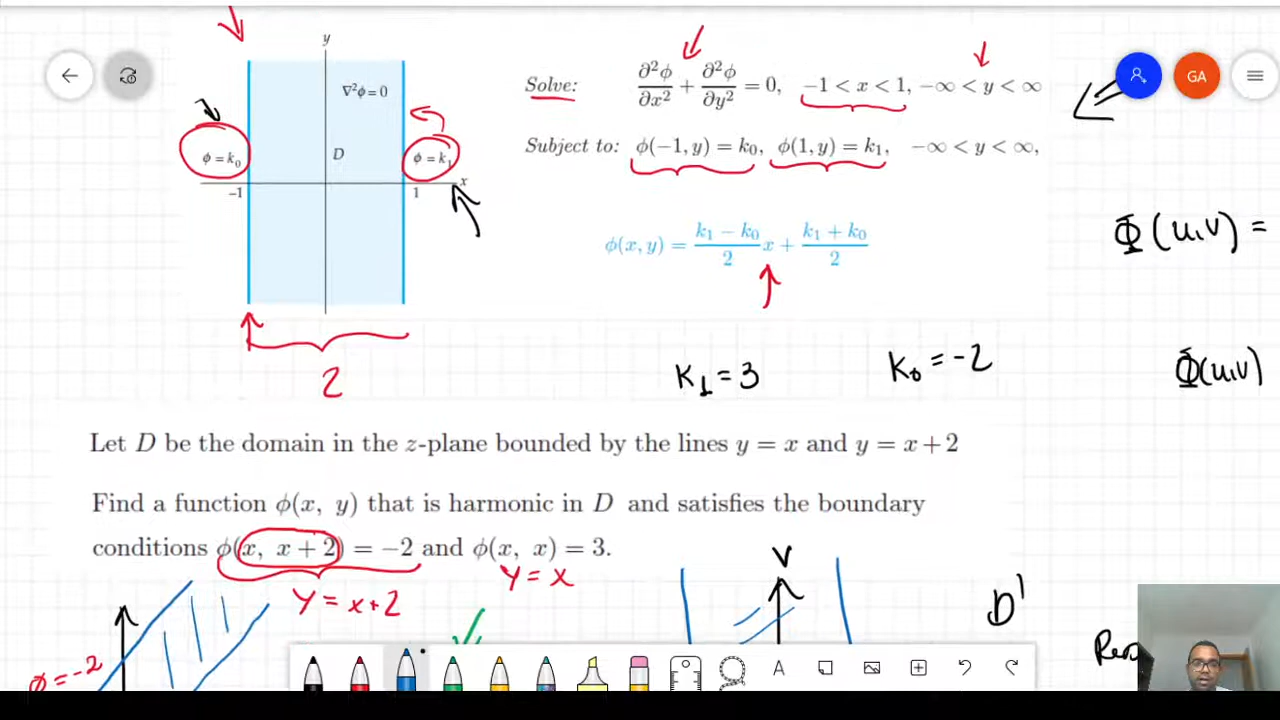 y
∇²ϕ=0
ϕ = k₀
D
ϕ = k₁
x
−1
1
2
Solve: ∂²ϕ/∂x² + ∂²ϕ/∂y² = 0, −1 < x < 1, −∞ < y < ∞
Subject to: ϕ(−1, y) = k₀, ϕ(1, y) = k₁, −∞ < y < ∞,
ϕ(x, y) = (k₁ − k₀)/2 x + (k₁ + k₀)/2
GA
Φ(u,v) =
K₁ = 3
K₀ = -2
Φ(u,v)
Let D be the domain in the z-plane bounded by the lines y = x and y = x + 2
Find a function ϕ(x, y) that is harmonic in D and satisfies the boundary
conditions ϕ(x, x + 2) = −2 and ϕ(x, x) = 3.
y = x + 2
y = x
V
D'
ϕ = -2
A